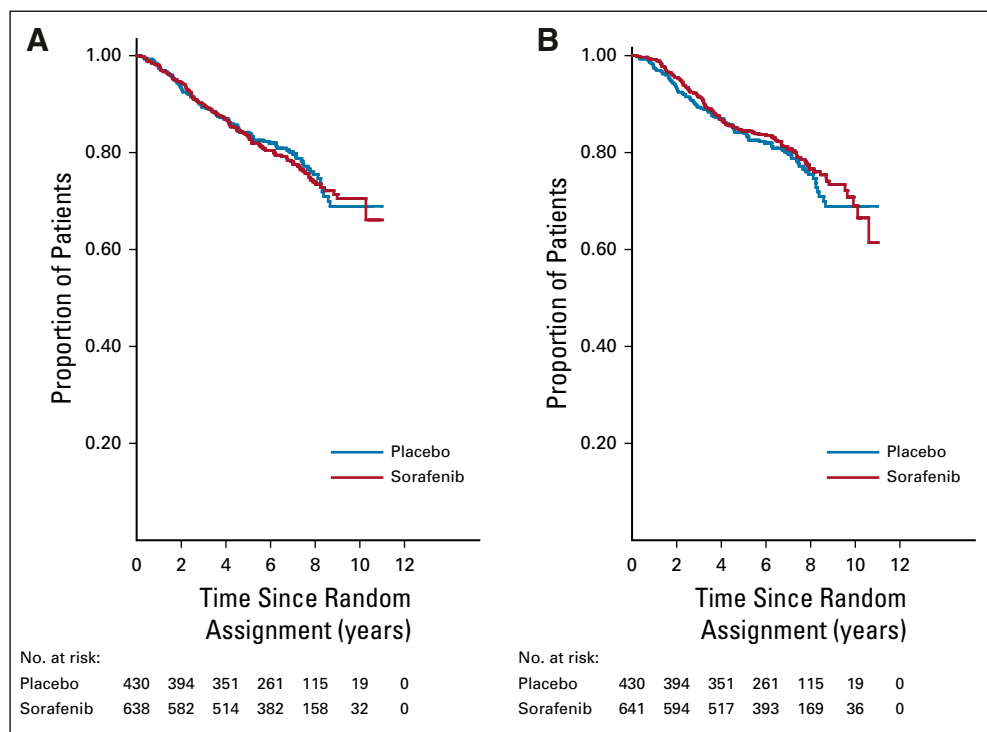 A
Proportion of Patients
1.00
0.80
0.60
0.40
0.20
Placebo
Sorafenib
0 2 4 6 8 10 12
Time Since Random
Assignment (years)
No. at risk:
Placebo 430 394 351 261 115 19 0
Sorafenib 638 582 514 382 158 32 0
B
Proportion of Patients
1.00
0.80
0.60
0.40
0.20
Placebo
Sorafenib
0 2 4 6 8 10 12
Time Since Random
Assignment (years)
No. at risk:
Placebo 430 394 351 261 115 19 0
Sorafenib 641 594 517 393 169 36 0